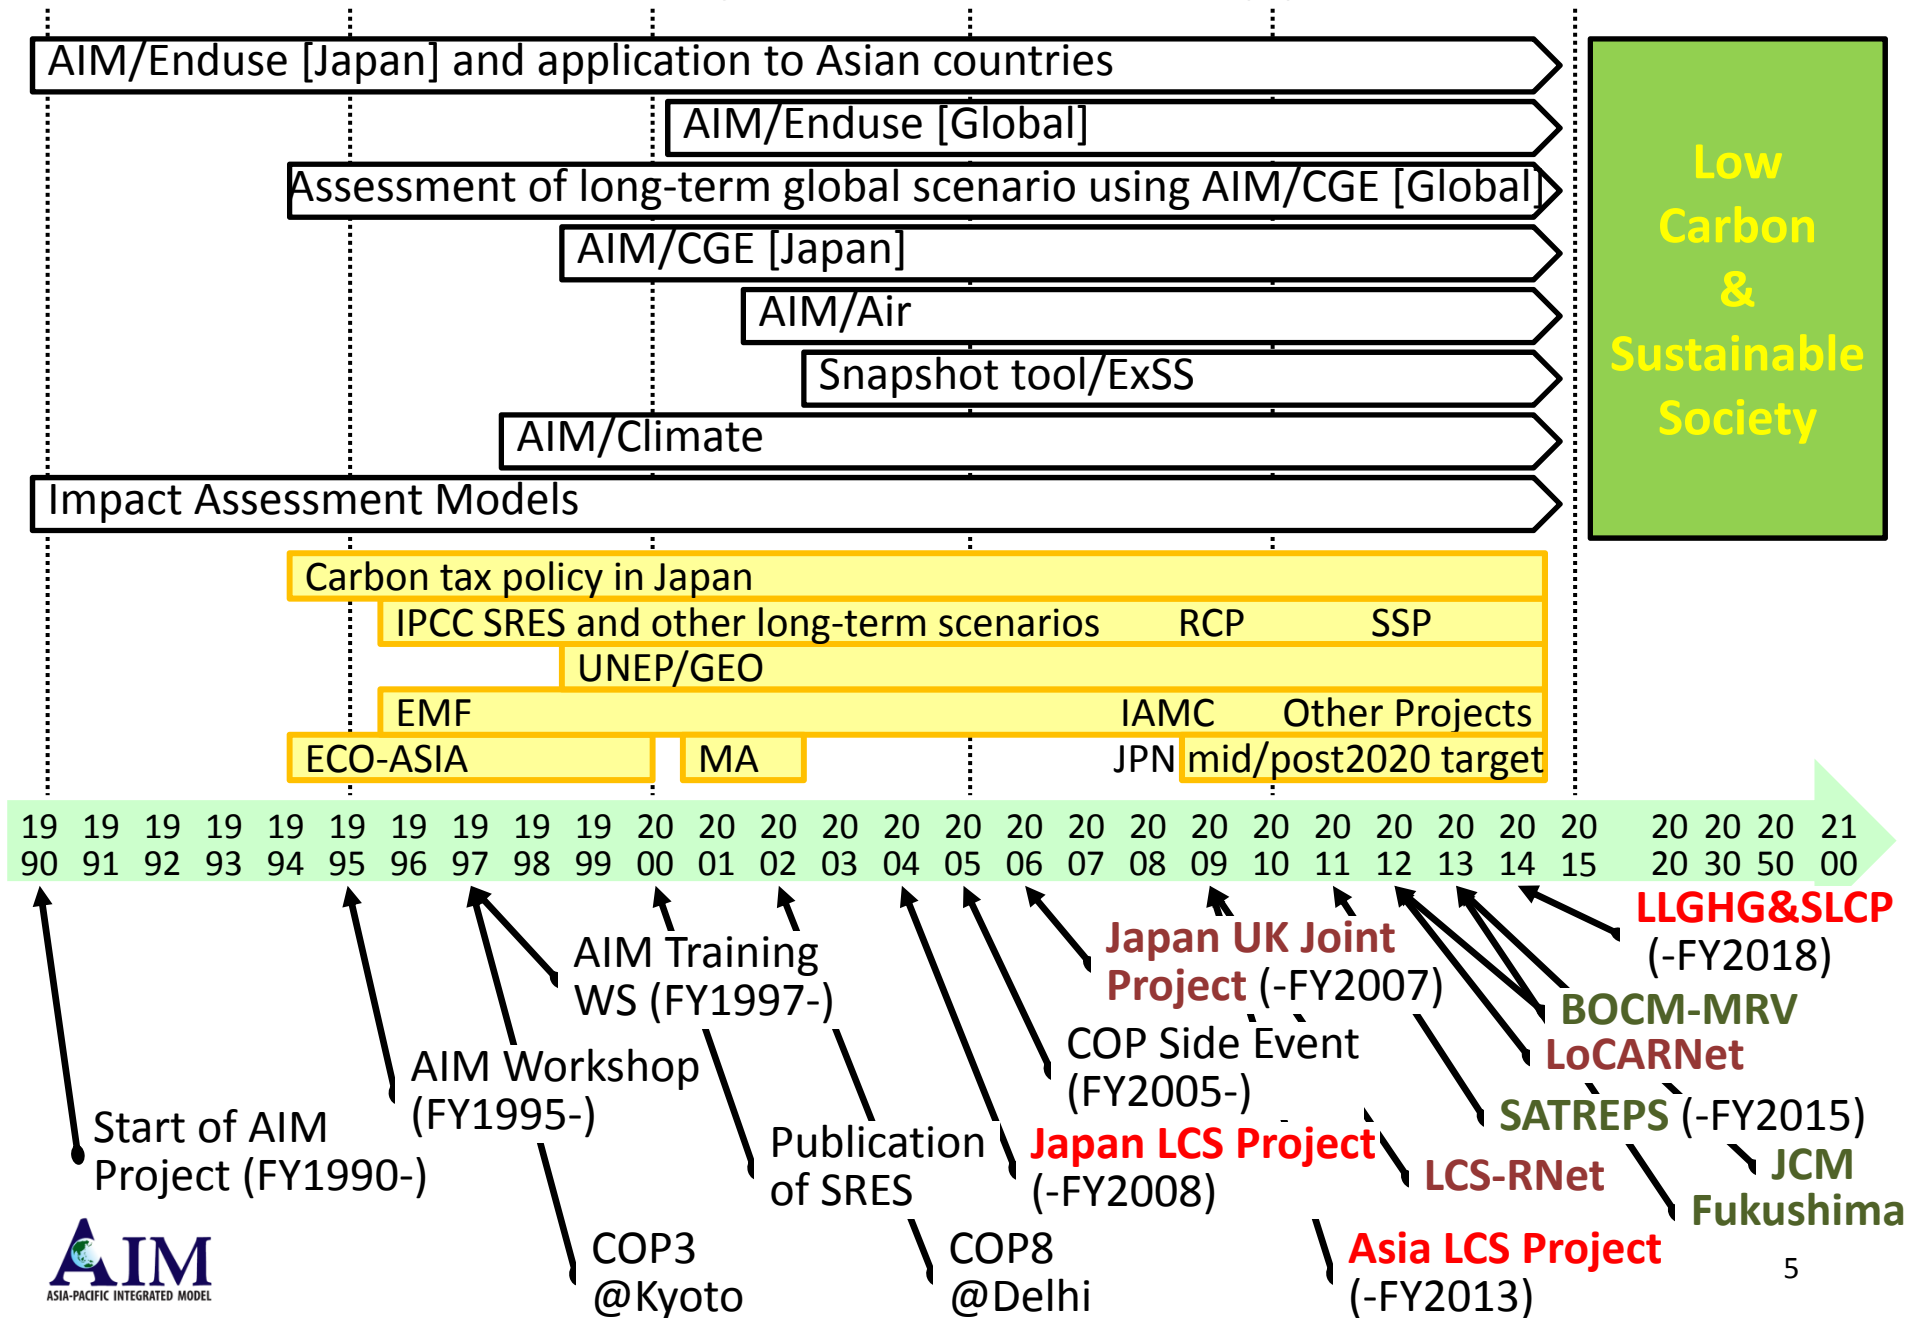 AIM/Enduse [Japan] and application to Asian countries
AIM/Enduse [Global]
Assessment of long-term global scenario using AIM/CGE [Global]
AIM/CGE [Japan]
AIM/Air
Snapshot tool/ExSS
AIM/Climate
Impact Assessment Models
Low
Carbon
&
Sustainable
Society
Carbon tax policy in Japan
IPCC SRES and other long-term scenarios RCP SSP
UNEP/GEO
EMF IAMC Other Projects
ECO-ASIA MA JPN mid/post2020 target
19 19 19 19 19 19 19 19 19 19 20 20 20 20 20 20 20 20 20 20 20 20 20 20 20 20 20 20 20 21
90 91 92 93 94 95 96 97 98 99 00 01 02 03 04 05 06 07 08 09 10 11 12 13 14 15 20 30 50 00
Start of AIM
Project (FY1990-)
AIM Workshop
(FY1995-)
AIM Training
WS (FY1997-)
COP3
@Kyoto
Publication
of SRES
COP8
@Delhi
Japan LCS Project
(-FY2008)
COP Side Event
(FY2005-)
Japan UK Joint
Project (-FY2007)
Asia LCS Project
(-FY2013)
LCS-RNet
SATREPS (-FY2015)
LoCARNet
BOCM-MRV
Fukushima
JCM
LLGHG&SLCP
(-FY2018)
AIM
ASIA-PACIFIC INTEGRATED MODEL
5